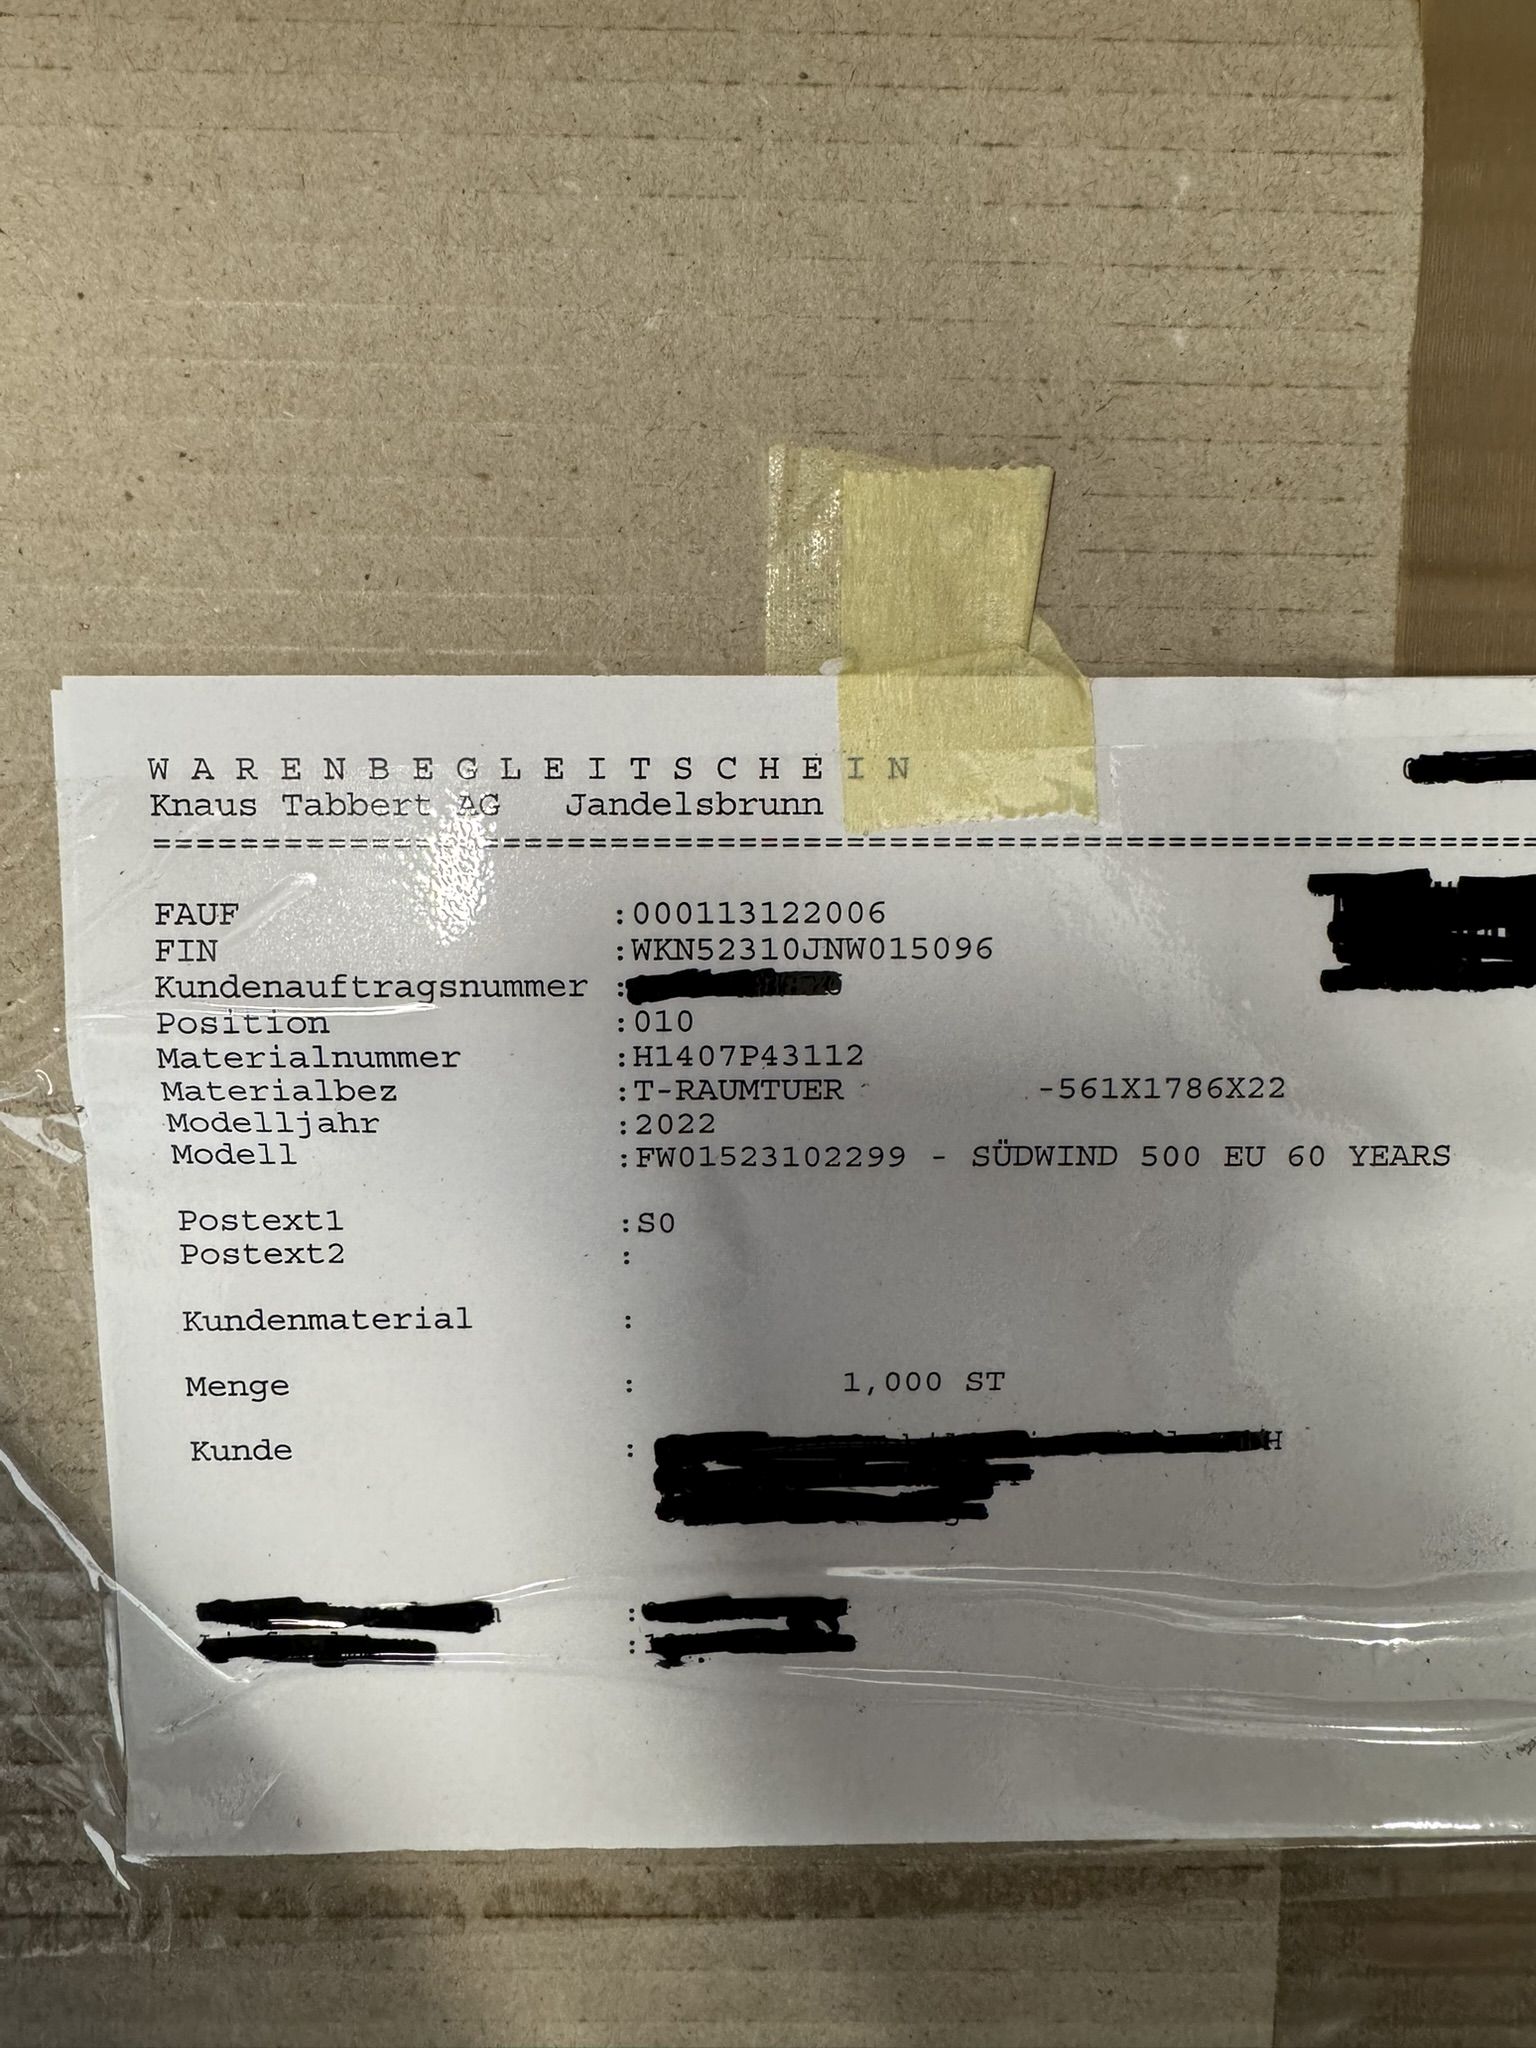 W A R E N B E G L E I T S C H E I N
Knaus Tabbert AG Jandelsbrunn
================================================================
FAUF :000113122006
FIN :WKN52310JNW015096
Kundenauftragsnummer :
Position :010
Materialnummer :H1407P43112
Materialbez :T-RAUMTUER -561X1786X22
Modelljahr :2022
Modell :FW01523102299 - SÜDWIND 500 EU 60 YEARS
Postext1 :S0
Postext2 :
Kundenmaterial :
Menge : 1,000 ST
Kunde :